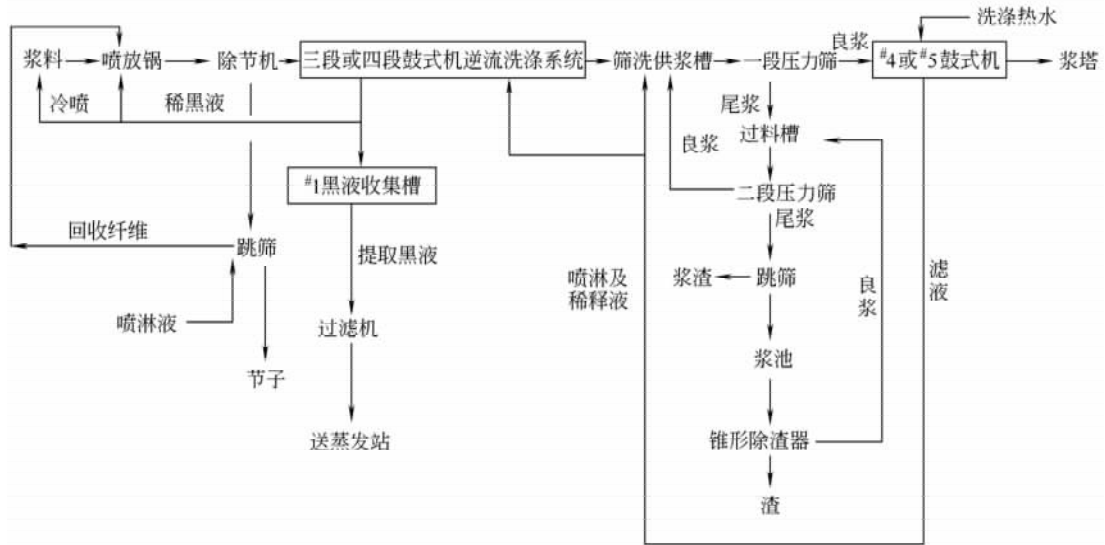 洗涤热水
浆料
喷放锅
除节机
三段或四段鼓式机逆流洗涤系统
筛洗供浆槽
一段压力筛
良浆
#4或#5鼓式机
浆塔
冷喷
稀黑液
尾浆
良浆
过料槽
#1黑液收集槽
二段压力筛
尾浆
回收纤维
跳筛
提取黑液
喷淋及
稀释液
浆渣
跳筛
良浆
滤液
喷淋液
过滤机
节子
浆池
送蒸发站
锥形除渣器
渣